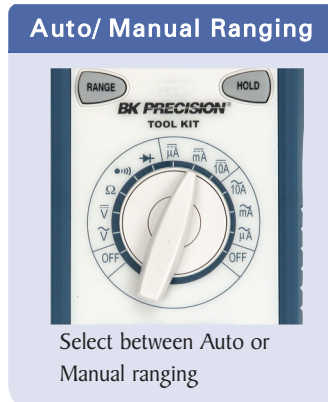 Auto/ Manual Ranging
RANGE
HOLD
BK PRECISION®
TOOL KIT
µA
mA
10A
10A
mA
µA
OFF
•)))
Ω
V
V
OFF
Select between Auto or
Manual ranging